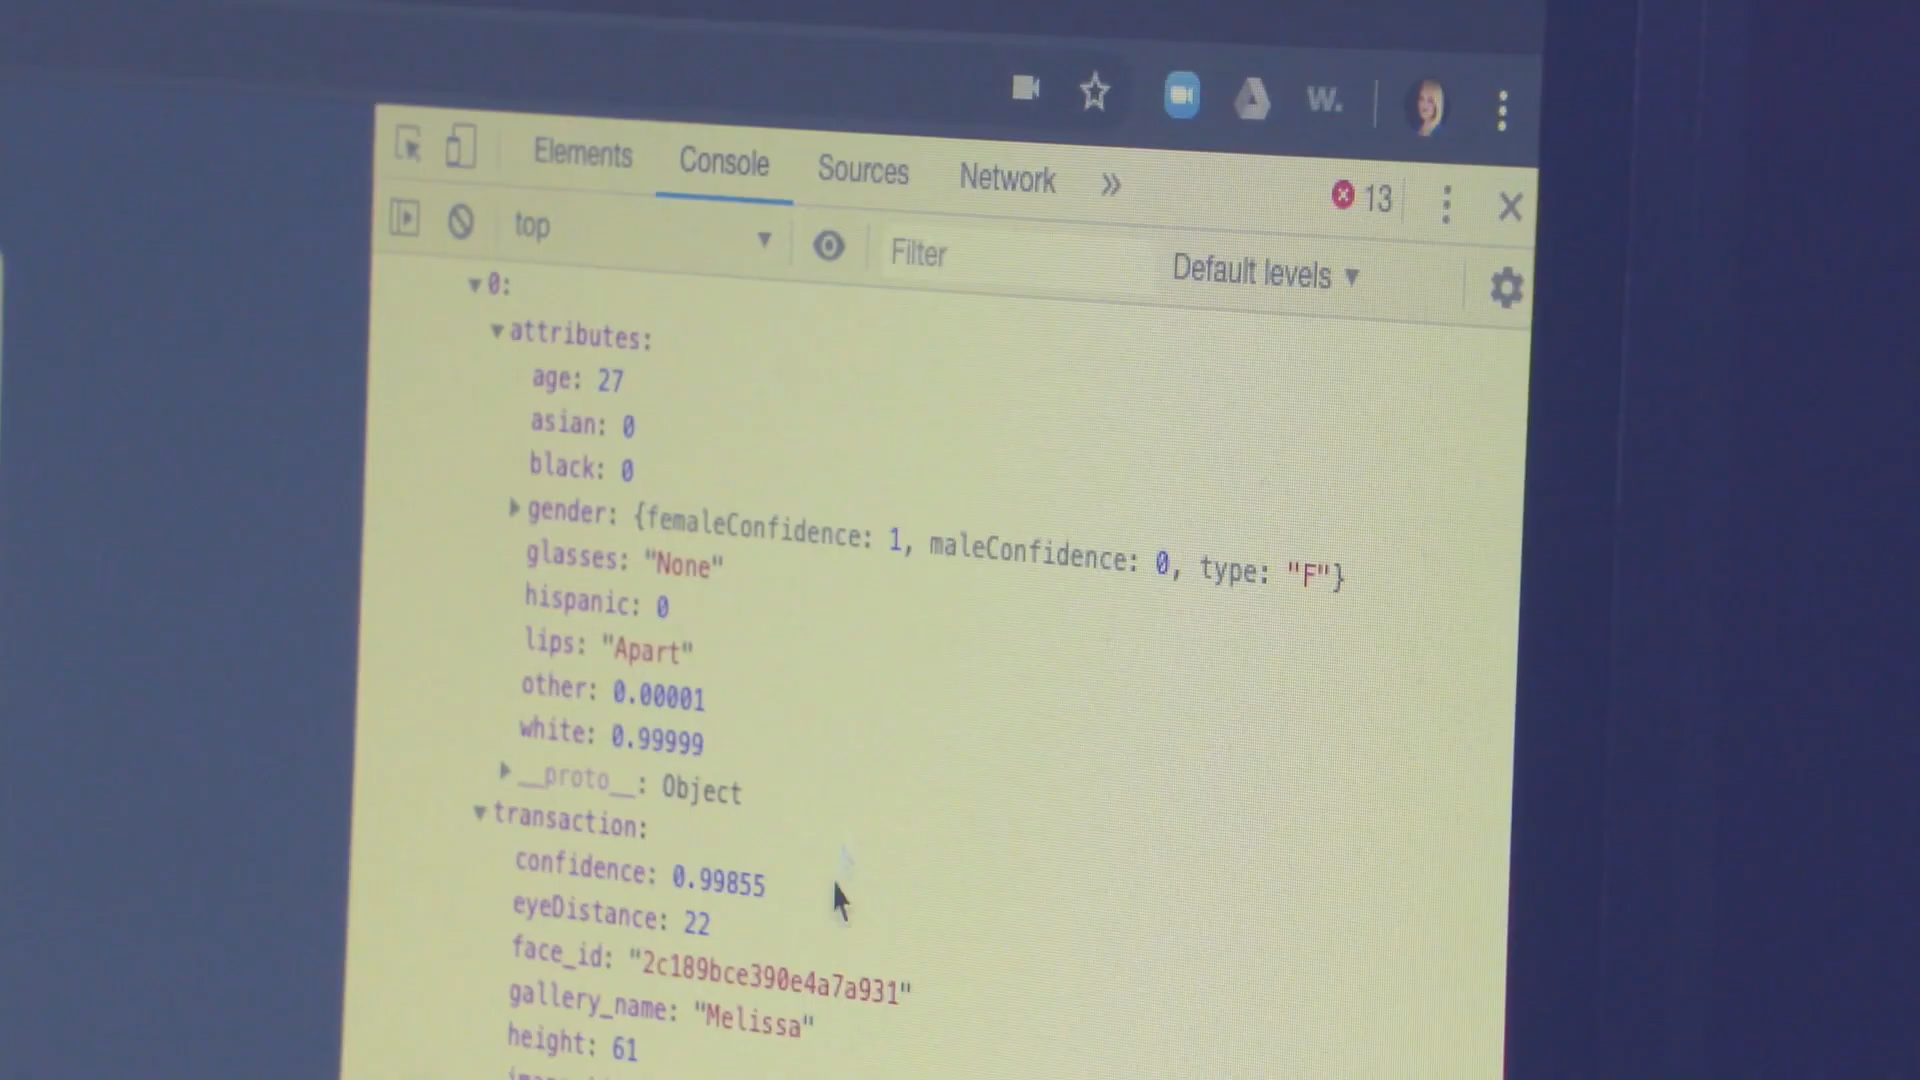 W.
Elements Console Sources Network » 13
top Filter Default levels
0:
attributes:
age: 27
asian: 0
black: 0
gender: {femaleConfidence: 1, maleConfidence: 0, type: "F"}
glasses: "None"
hispanic: 0
lips: "Apart"
other: 0.00001
white: 0.99999
__proto__: Object
transaction:
confidence: 0.99855
eyeDistance: 22
face_id: "2c189bce390e4a7a931"
gallery_name: "Melissa"
height: 61